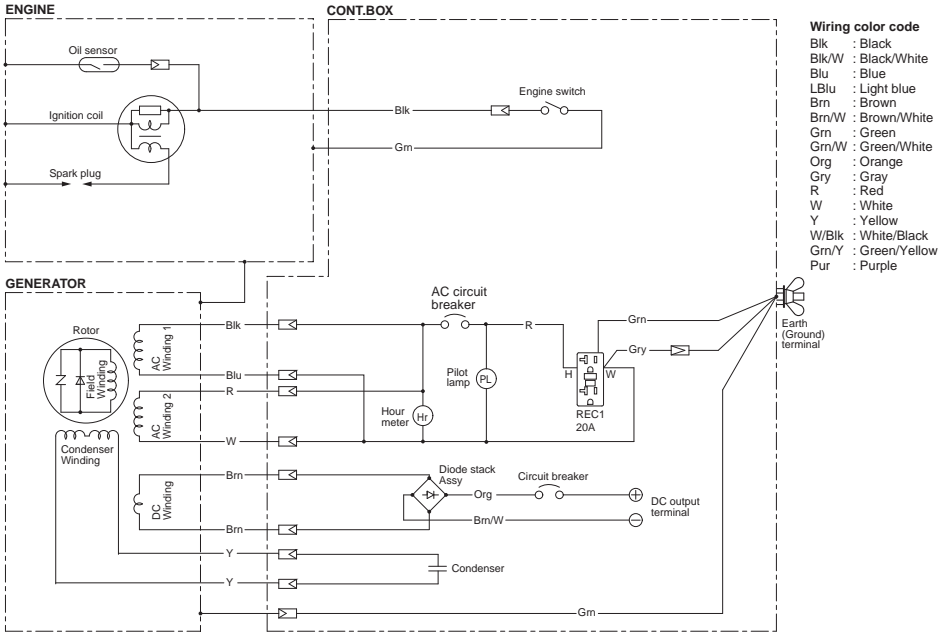 ENGINE
CONT.BOX
Oil sensor
Ignition coil
Spark plug
Blk
Engine switch
Grn
Wiring color code
Blk : Black
Blk/W : Black/White
Blu : Blue
LBlu : Light blue
Brn : Brown
Brn/W : Brown/White
Grn : Green
Grn/W : Green/White
Org : Orange
Gry : Gray
R : Red
W : White
Y : Yellow
W/Blk : White/Black
Grn/Y : Green/Yellow
Pur : Purple
GENERATOR
Rotor
Field
Winding
AC
Winding 1
AC
Winding 2
Condenser
Winding
DC
Winding
Blk
Blu
R
W
Brn
Brn
Y
Y
AC circuit
breaker
R
Pilot
lamp
PL
Hour
meter
Hr
H
W
REC1
20A
Grn
Gry
Earth
(Ground)
terminal
Diode stack
Assy
Circuit breaker
Org
Brn/W
DC output
terminal
Condenser
Grn